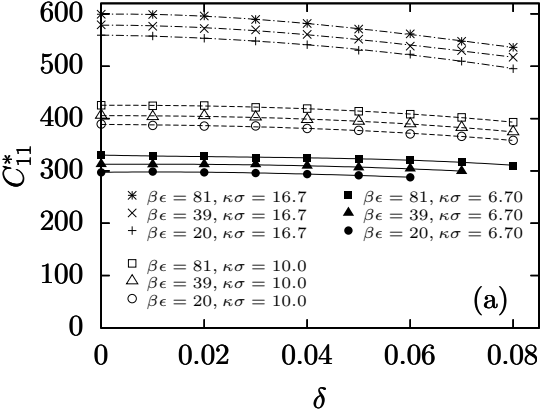 600
500
400
300
200
100
0
C*11
βϵ = 81, κσ = 16.7
βϵ = 39, κσ = 16.7
βϵ = 20, κσ = 16.7
βϵ = 81, κσ = 6.70
βϵ = 39, κσ = 6.70
βϵ = 20, κσ = 6.70
βϵ = 81, κσ = 10.0
βϵ = 39, κσ = 10.0
βϵ = 20, κσ = 10.0
(a)
0 0.02 0.04 0.06 0.08
δ